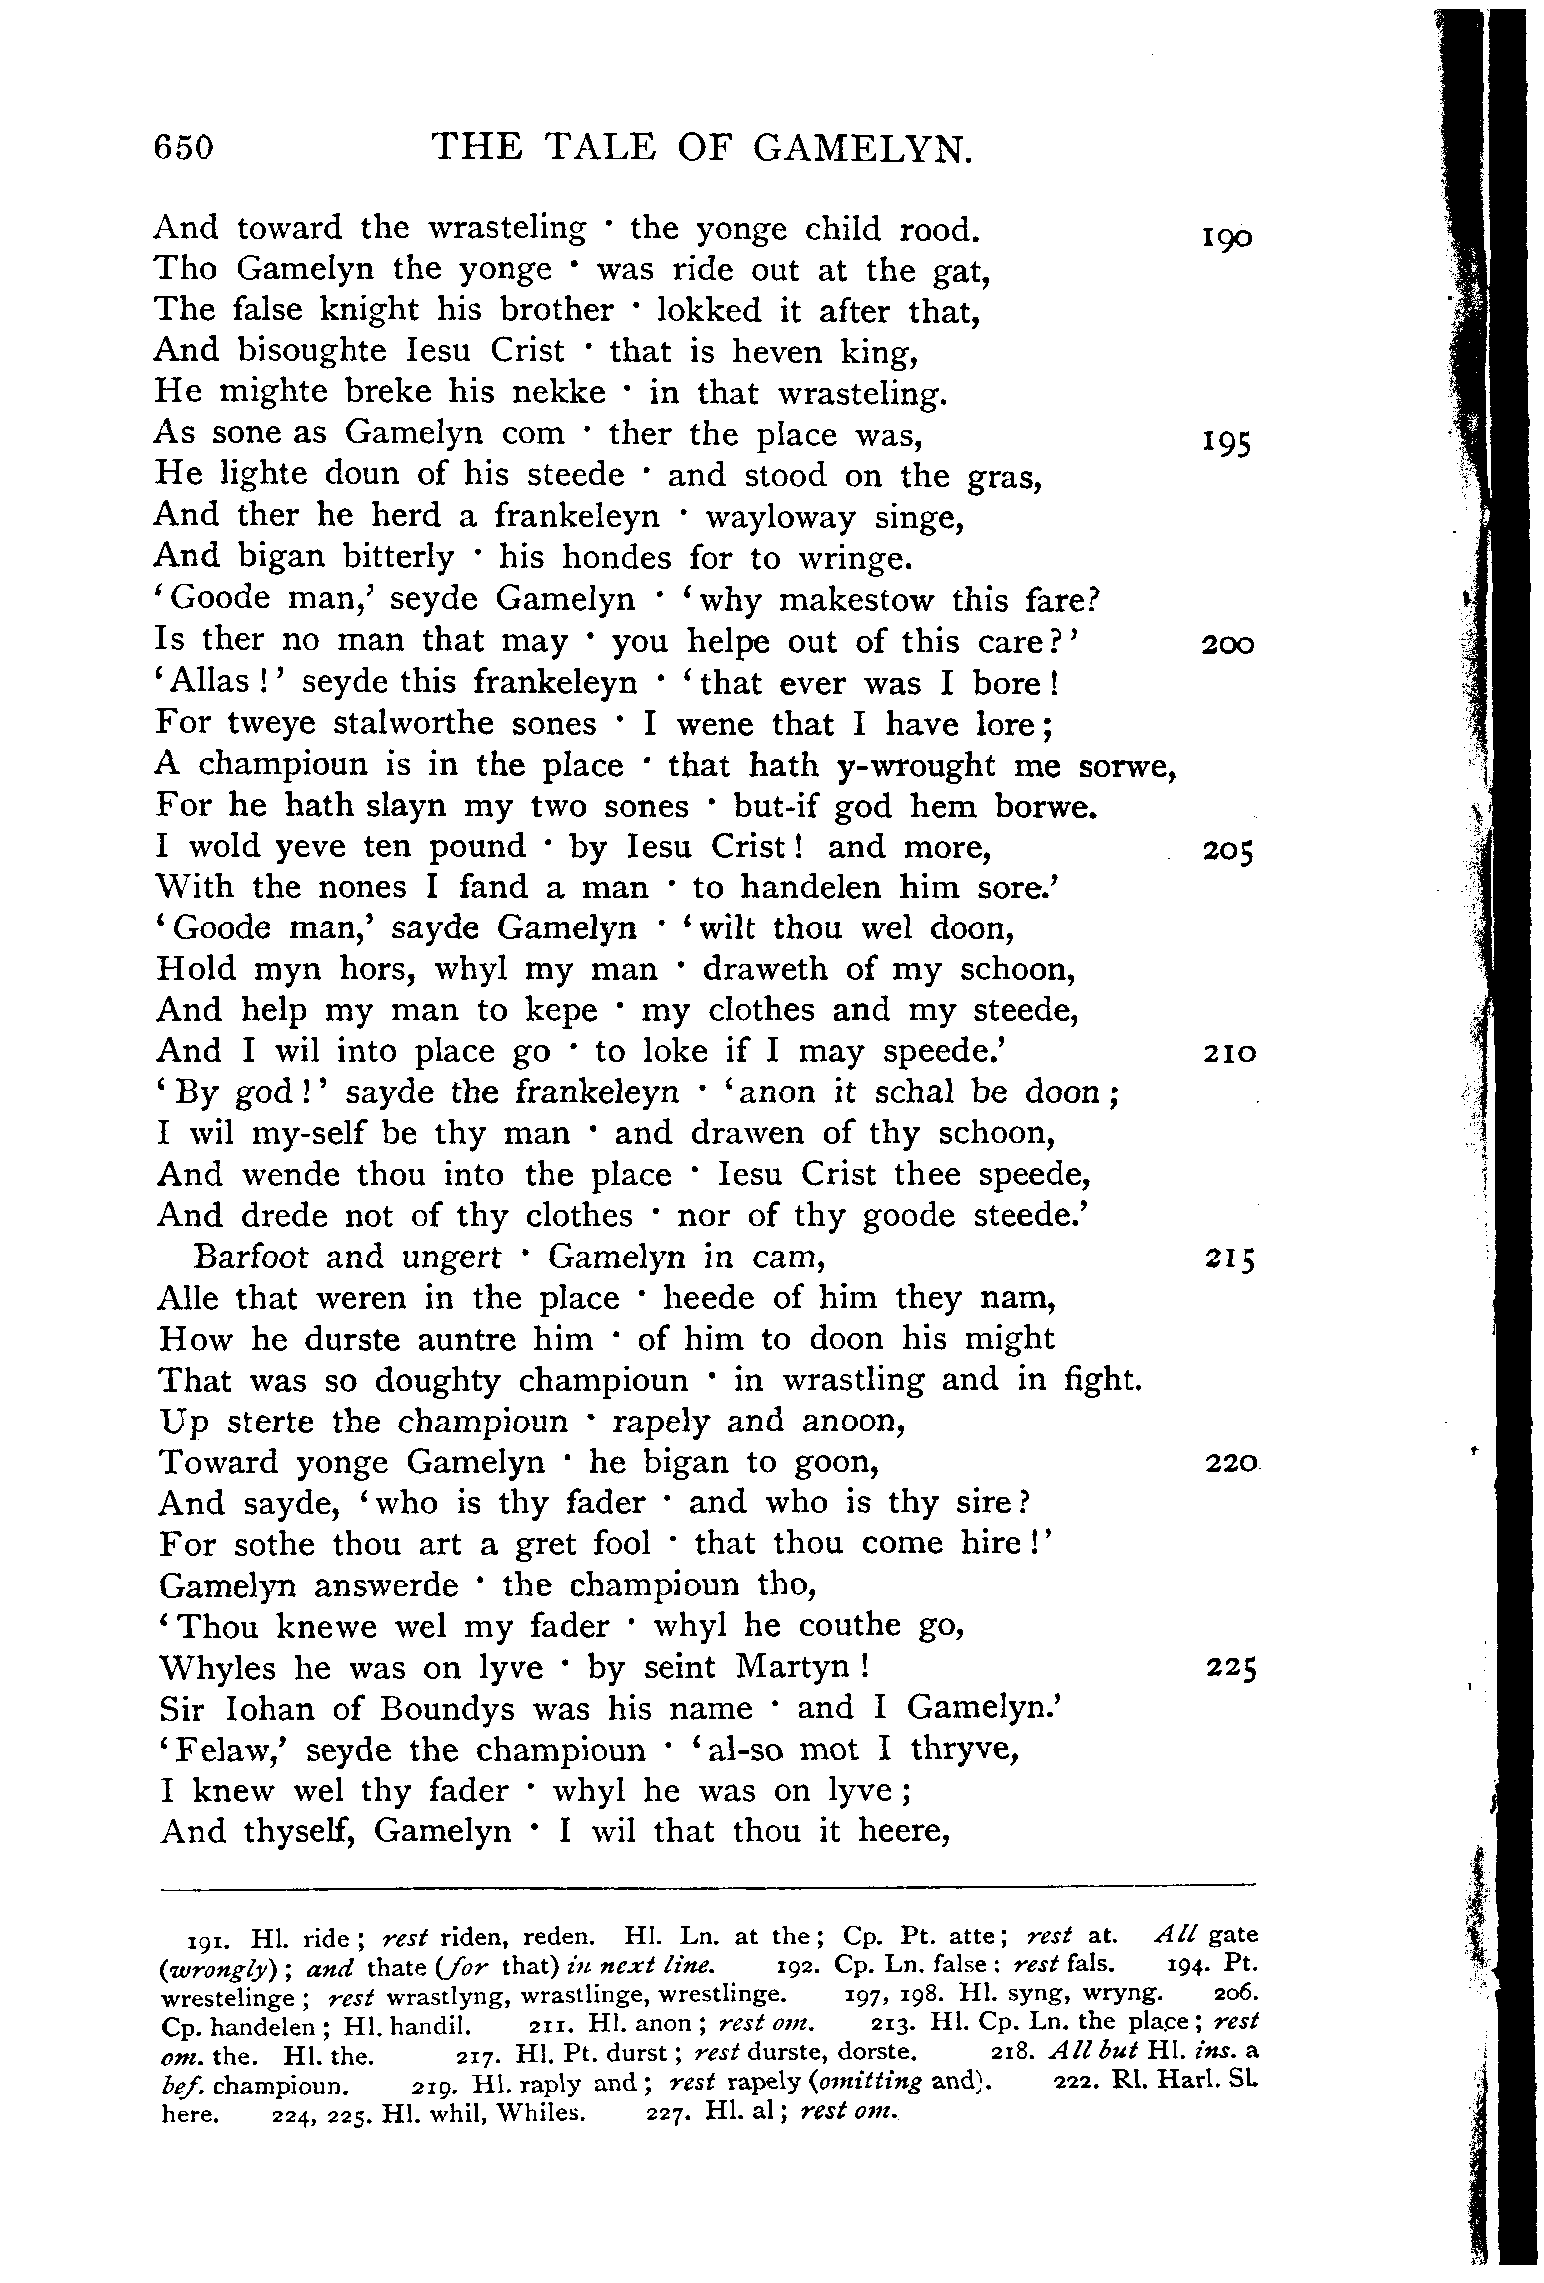 650 THE TALE OF GAMELYN.
And toward the wrasteling · the yonge child rood. 190
Tho Gamelyn the yonge · was ride out at the gat,
The false knight his brother · lokked it after that,
And bisoughte Iesu Crist · that is heven king,
He mighte breke his nekke · in that wrasteling.
As sone as Gamelyn com · ther the place was, 195
He lighte doun of his steede · and stood on the gras,
And ther he herd a frankeleyn · wayloway singe,
And bigan bitterly · his hondes for to wringe.
‘Goode man,’ seyde Gamelyn · ‘why makestow this fare?
Is ther no man that may · you helpe out of this care?’ 200
‘Allas!’ seyde this frankeleyn · ‘that ever was I bore!
For tweye stalworthe sones · I wene that I have lore;
A champioun is in the place · that hath y-wrought me sorwe,
For he hath slayn my two sones · but-if god hem borwe.
I wold yeve ten pound · by Iesu Crist! and more, 205
With the nones I fand a man · to handelen him sore.’
‘Goode man,’ sayde Gamelyn · ‘wilt thou wel doon,
Hold myn hors, whyl my man · draweth of my schoon,
And help my man to kepe · my clothes and my steede,
And I wil into place go · to loke if I may speede.’ 210
‘By god!’ sayde the frankeleyn · ‘anon it schal be doon;
I wil my-self be thy man · and drawen of thy schoon,
And wende thou into the place · Iesu Crist thee speede,
And drede not of thy clothes · nor of thy goode steede.’
Barfoot and ungert · Gamelyn in cam, 215
Alle that weren in the place · heede of him they nam,
How he durste auntre him · of him to doon his might
That was so doughty champioun · in wrastling and in fight.
Up sterte the champioun · rapely and anoon,
Toward yonge Gamelyn · he bigan to goon, 220
And sayde, ‘who is thy fader · and who is thy sire?
For sothe thou art a gret fool · that thou come hire!’
Gamelyn answerde · the champioun tho,
‘Thou knewe wel my fader · whyl he couthe go,
Whyles he was on lyve · by seint Martyn! 225
Sir Iohan of Boundys was his name · and I Gamelyn.’
‘Felaw,’ seyde the champioun · ‘al-so mot I thryve,
I knew wel thy fader · whyl he was on lyve;
And thyself, Gamelyn · I wil that thou it heere,
191. Hl. ride; rest riden, reden. Hl. Ln. at the; Cp. Pt. atte; rest at. All gate
(wrongly); and thate (for that) in next line. 192. Cp. Ln. false; rest fals. 194. Pt.
wrestelinge; rest wrastlyng, wrastlinge, wrestlinge. 197, 198. Hl. syng, wryng. 206.
Cp. handelen; Hl. handil. 211. Hl. anon; rest om. 213. Hl. Cp. Ln. the place; rest
om. the. Hl. the. 217. Hl. Pt. durst; rest durste, dorste. 218. All but Hl. ins. a
bef. champioun. 219. Hl. raply and; rest rapely (omitting and). 222. Rl. Harl. Sl.
here. 224, 225. Hl. whil, Whiles. 227. Hl. al; rest om.